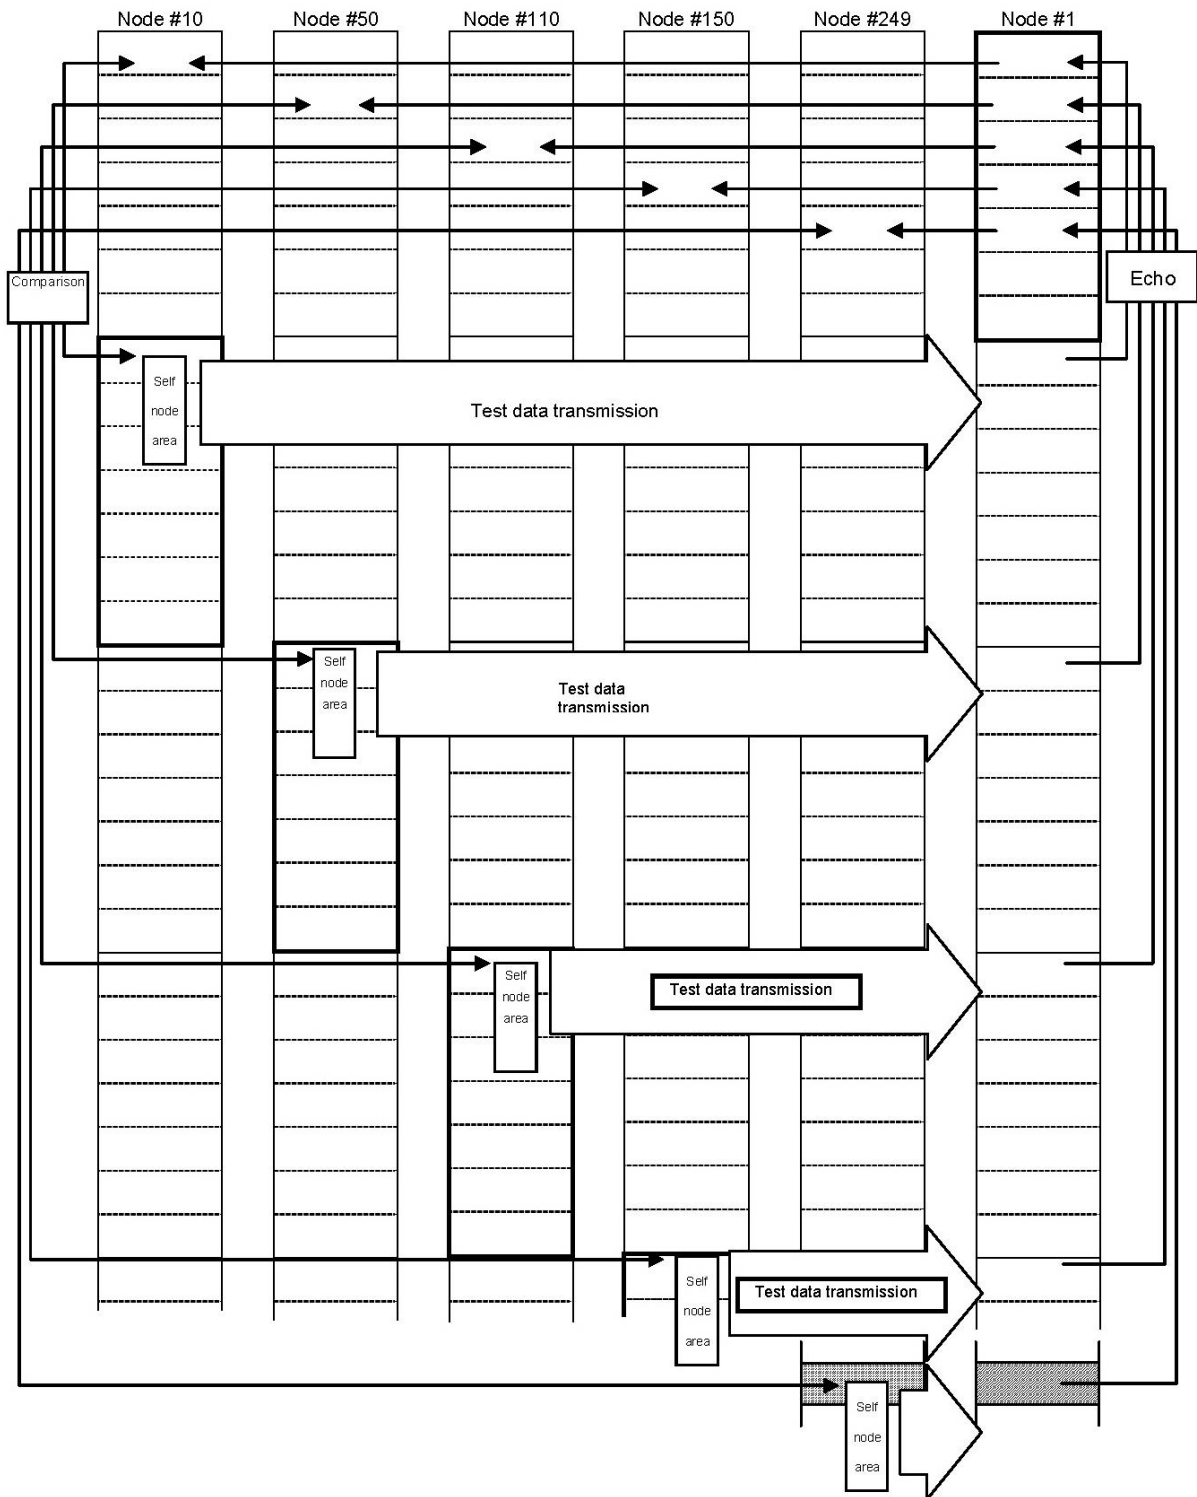 Node #10 Node #50 Node #110 Node #150 Node #249 Node #1
Comparison
Echo
Self
node
area
Test data transmission
Self
node
area
Test data
transmission
Self
node
area
Test data transmission
Self
node
area
Test data transmission
Self
node
area